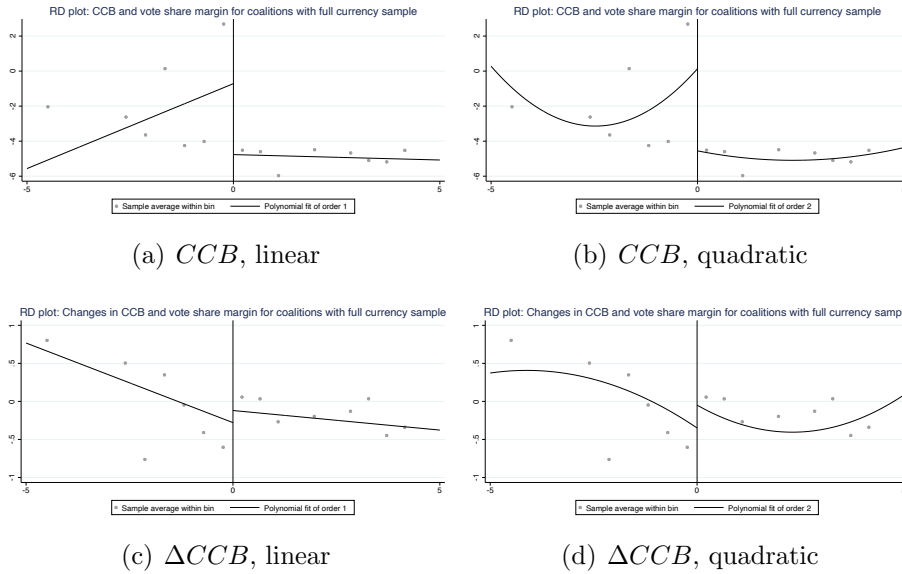 RD plot: CCB and vote share margin for coalitions with full currency sample
2
0
-2
-4
-6
-5
0
5
Sample average within bin
Polynomial fit of order 1
(a) CCB, linear
RD plot: CCB and vote share margin for coalitions with full currency sample
2
0
-2
-4
-6
-5
0
Sample average within bin
Polynomial fit of order 2
(b) CCB, quadratic
RD plot: Changes in CCB and vote share margin for coalitions with full currency sample
1
.5
0
-.5
-1
-5
0
5
Sample average within bin
Polynomial fit of order 1
(c) ΔCCB, linear
RD plot: Changes in CCB and vote share margin for coalitions with full currency samp
1
.5
0
-.5
-1
-5
0
Sample average within bin
Polynomial fit of order 2
(d) ΔCCB, quadratic